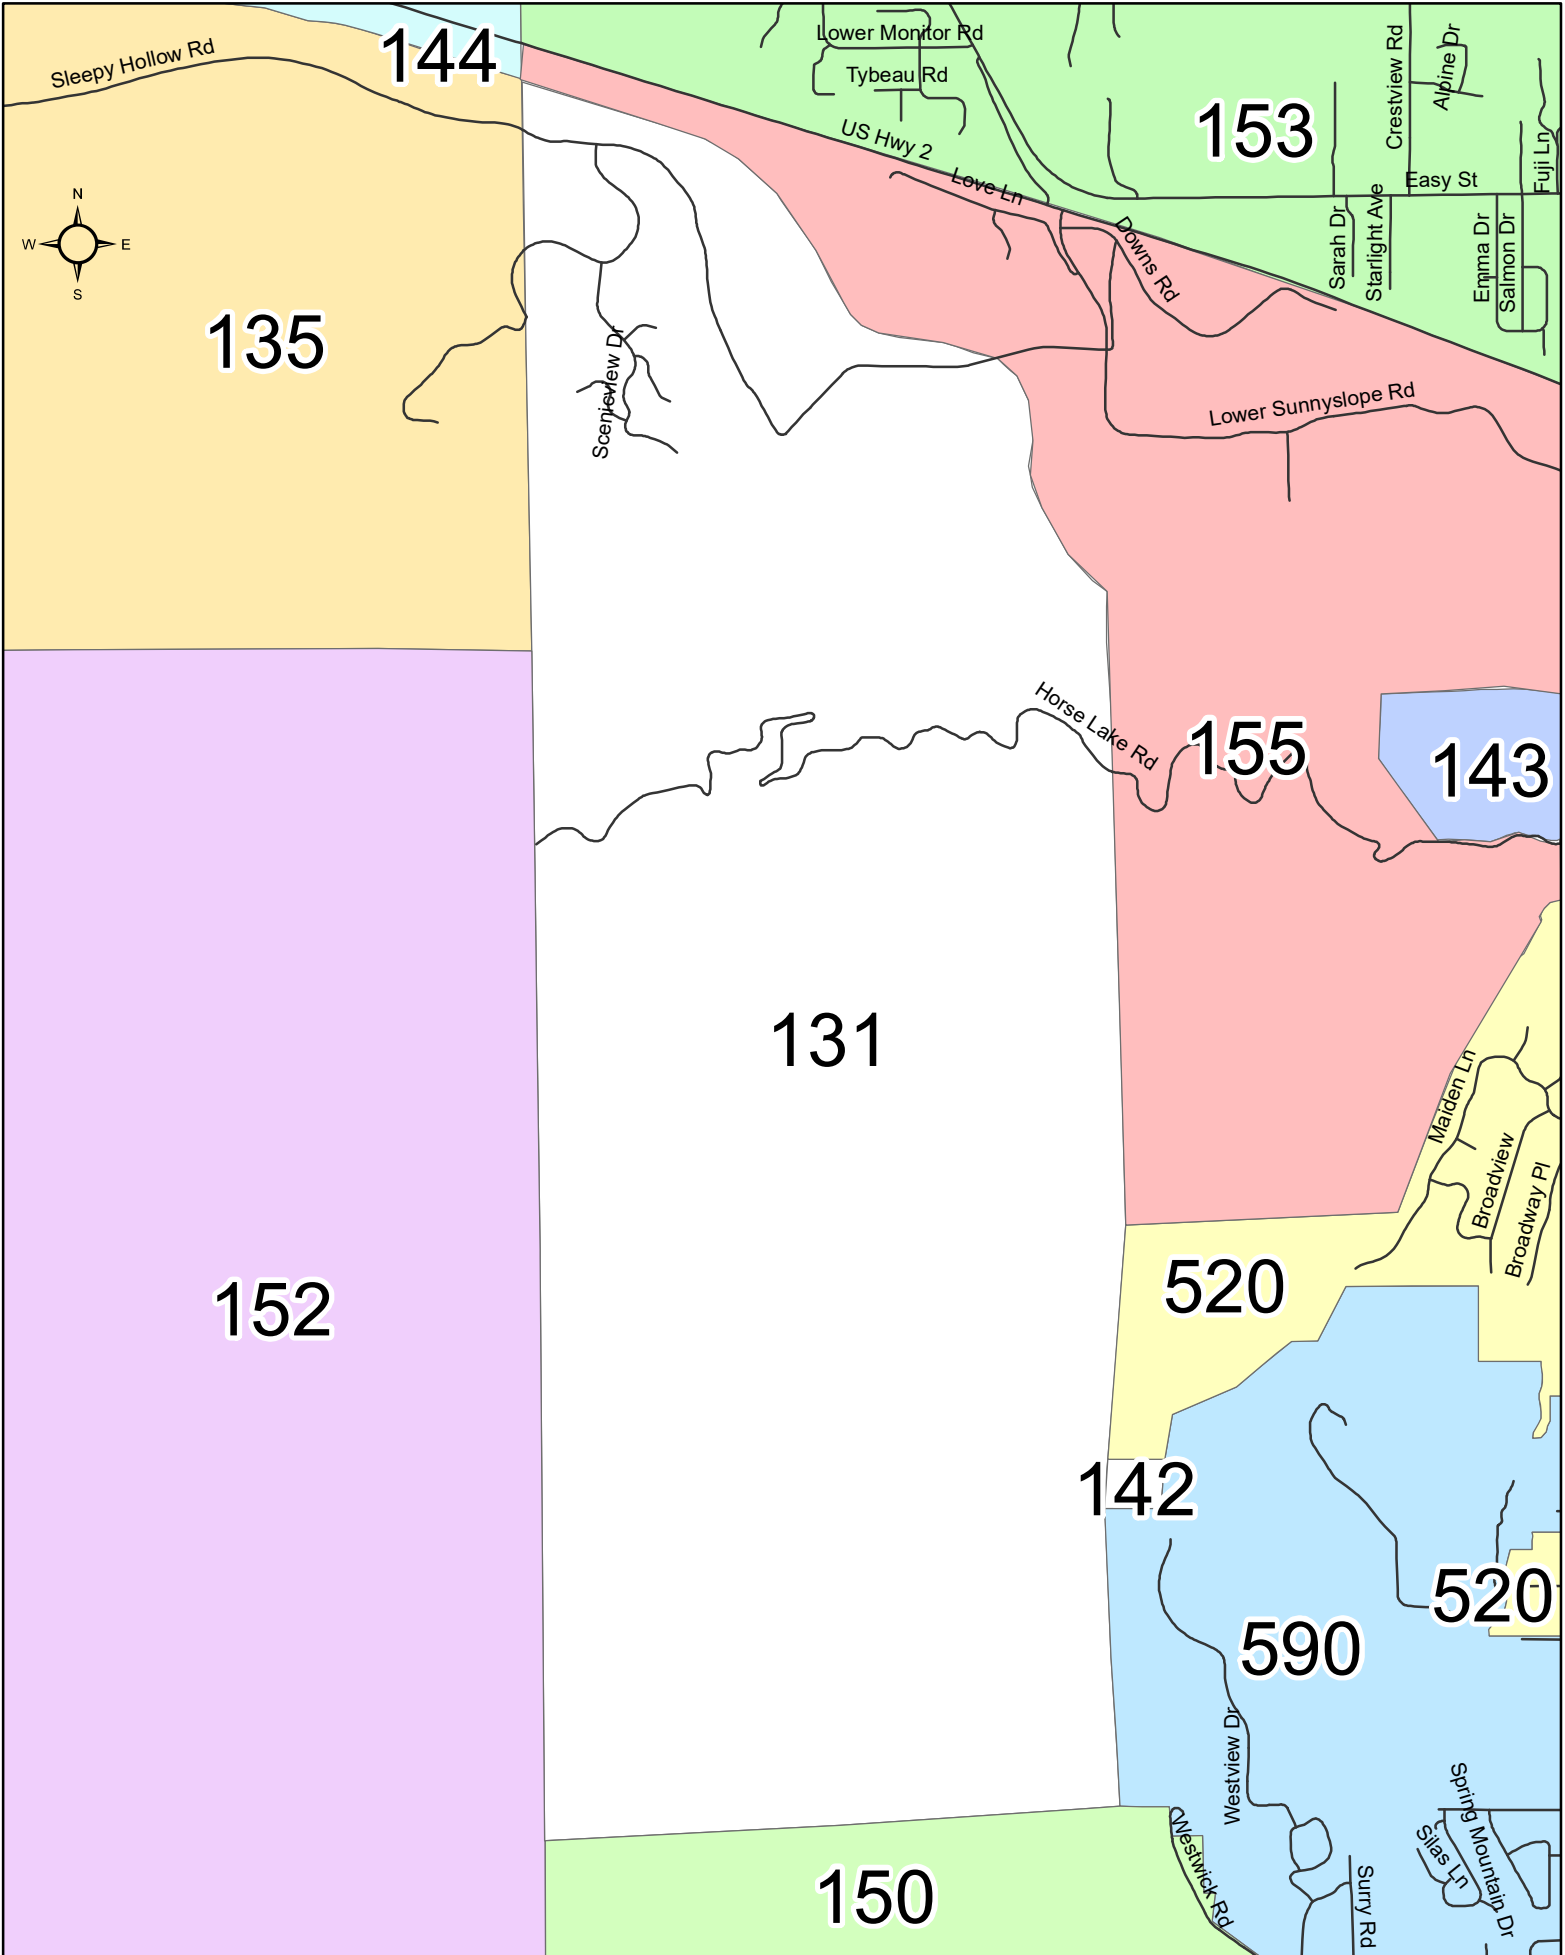 144
Lower Monitor Rd
Sleepy Hollow Rd
Tybeau Rd
Crestview Rd
Alpine Dr
153
US Hwy 2
Fuji Ln
Love Ln
Easy St
N
W
E
S
Downs Rd
Sarah Dr
Starlight Ave
Emma Dr
Salmon Dr
135
Scenicview Dr
Lower Sunnyslope Rd
Horse Lake Rd
155
143
131
Maiden Ln
Broadview
Broadway Pl
152
520
142
520
590
Westview Dr
Spring Mountain Dr
Silas Ln
Westwick Rd
Surry Rd
150